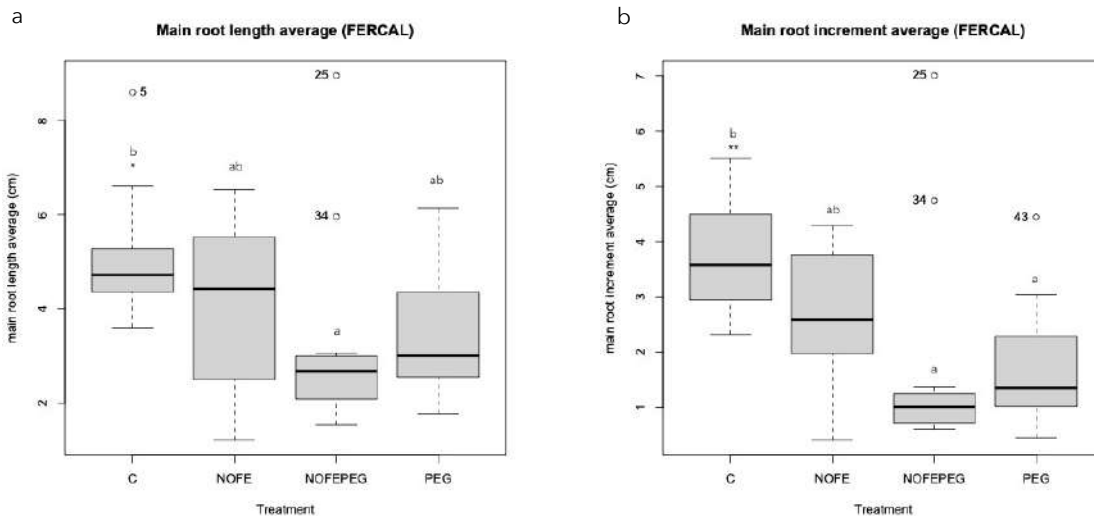 a
Main root length average (FERCAL)
main root length average (cm)
8
6
4
2
5
b
*
ab
25
34
a
ab
C NOFE NOFEPEG PEG
Treatment
b
Main root increment average (FERCAL)
main root increment average (cm)
7
6
5
4
3
2
1
b
**
ab
25
34
a
43
a
C NOFE NOFEPEG PEG
Treatment